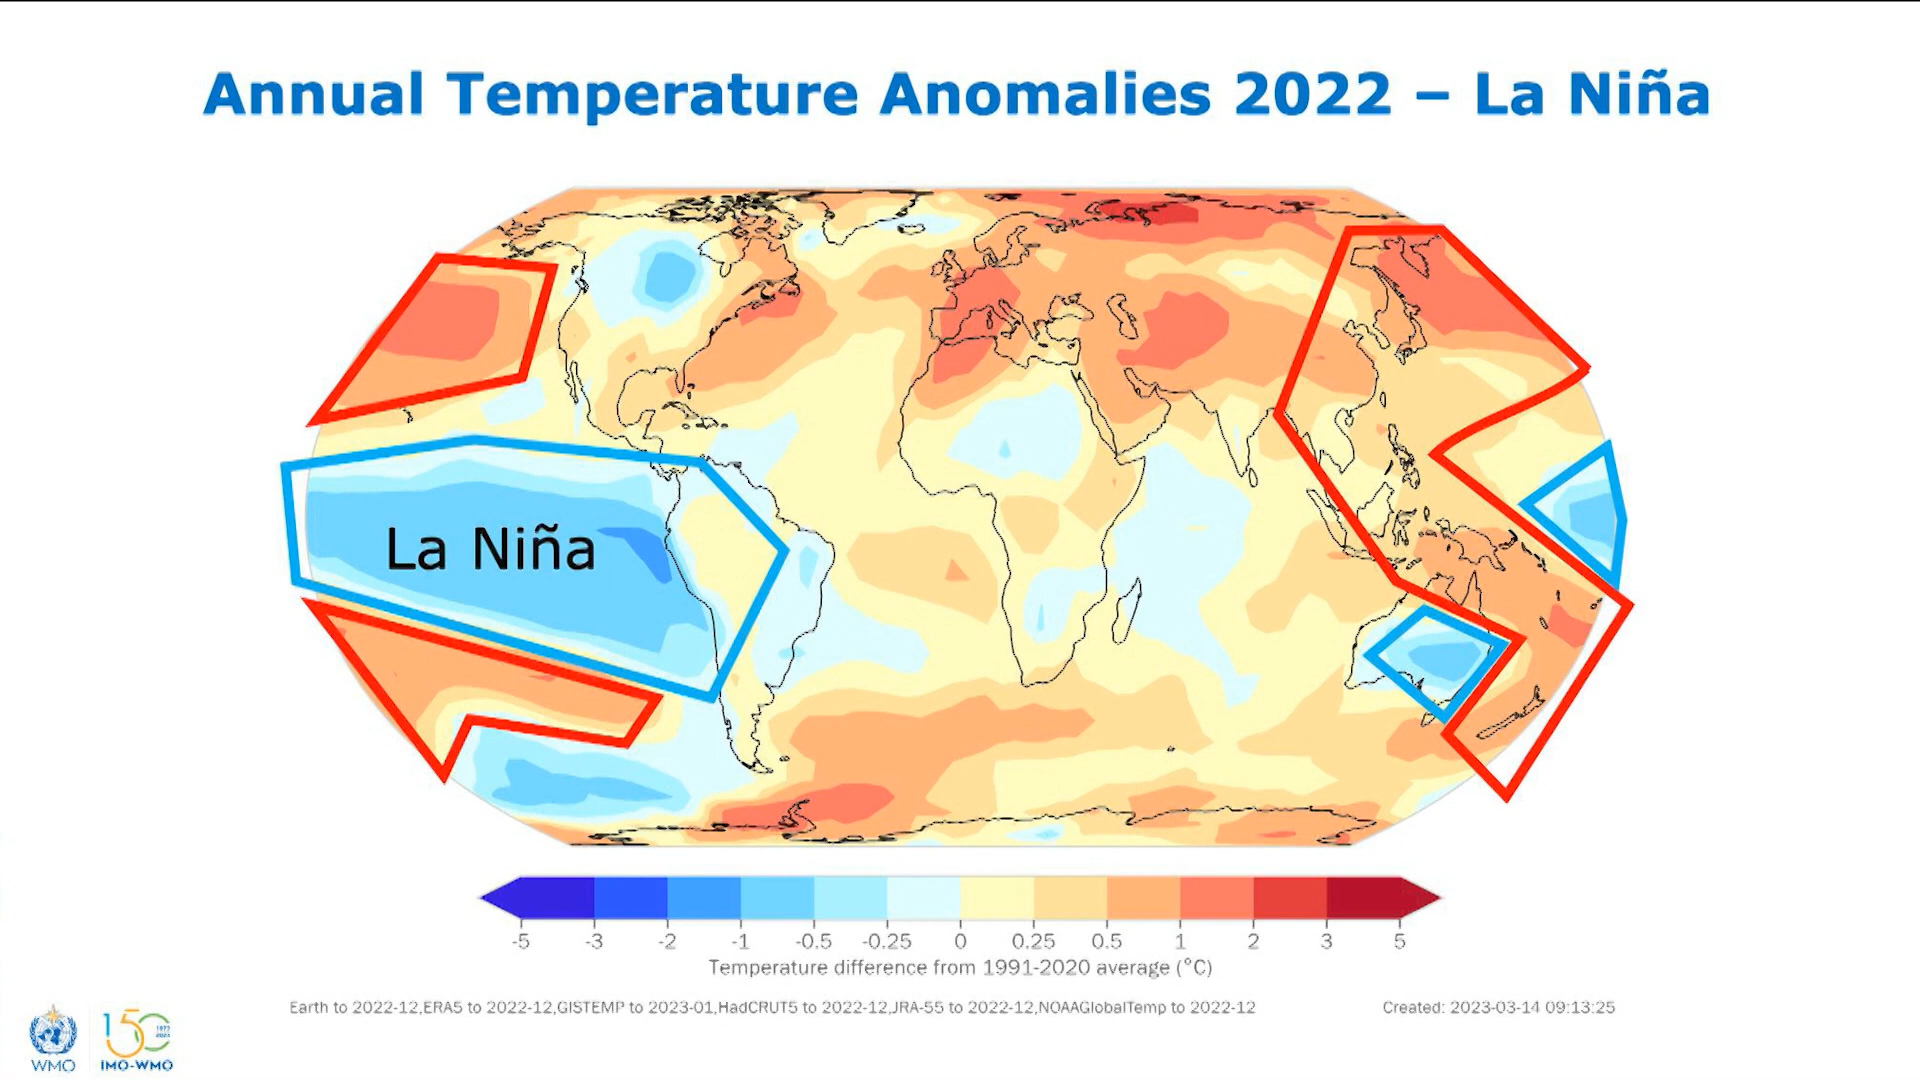 Annual Temperature Anomalies 2022 – La Niña
La Niña
-5 -3 -2 -1 -0.5 -0.25 0 0.25 0.5 1 2 3 5
Temperature difference from 1991-2020 average (°C)
Earth to 2022-12,ERA5 to 2022-12,GISTEMP to 2023-01,HadCRUT5 to 2022-12,JRA-55 to 2022-12,NOAAGlobalTemp to 2022-12
Created: 2023-03-14 09:13:25
WMO
150
IMO-WMO